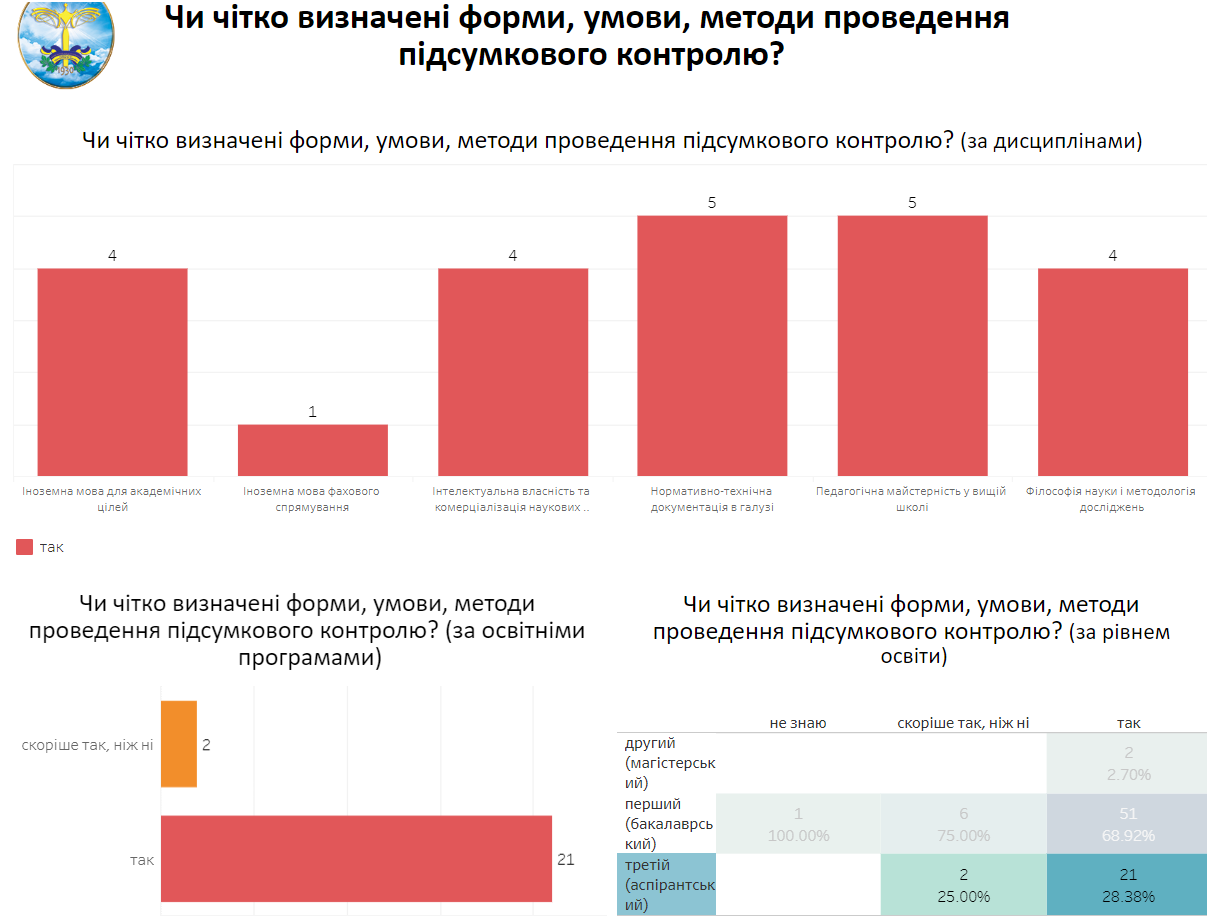 Чи чітко визначені форми, умови, методи проведення
підсумкового контролю?
1930
Чи чітко визначені форми, умови, методи проведення підсумкового контролю? (за дисциплінами)
4
1
4
5
5
4
Іноземна мова для академічних
цілей
Іноземна мова фахового
спрямування
Інтелектуальна власність та
комерціалізація наукових ..
Нормативно-технічна
документація в галузі
Педагогічна майстерність у вищій
школі
Філософія науки і методологія
досліджень
так
Чи чітко визначені форми, умови, методи
проведення підсумкового контролю? (за освітніми
програмами)
скоріше так, ніж ні
2
так
21
Чи чітко визначені форми, умови, методи
проведення підсумкового контролю? (за рівнем
освіти)
не знаю скоріше так, ніж ні так
другий
(магістерськ
ий)
2
2.70%
перший
(бакалаврсь
кий)
1
100.00%
6
75.00%
51
68.92%
третій
(аспірантськ
ий)
2
25.00%
21
28.38%